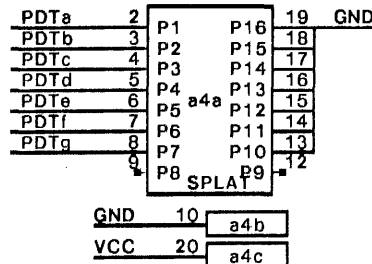 PDTa 2 P1 P16 19 GND
PDTb 3 P2 P15 18
PDTc 4 P3 P14 17
PDTd 5 P4 a4a P13 16
PDTe 6 P5 P12 15
PDTf 7 P6 P11 14
PDTg 8 P7 P10 13
9 P8 P9 12
SPLAT
GND 10 a4b
VCC 20 a4c